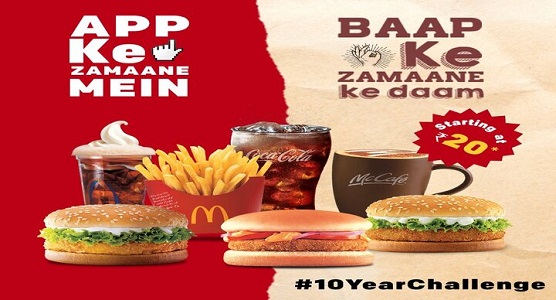 APP
Ke
ZAMAANE
MEIN
BAAP
Ke
ZAMAANE
ke daam
Starting at
₹20*
Coca-Cola
McCafé
#10YearChallenge